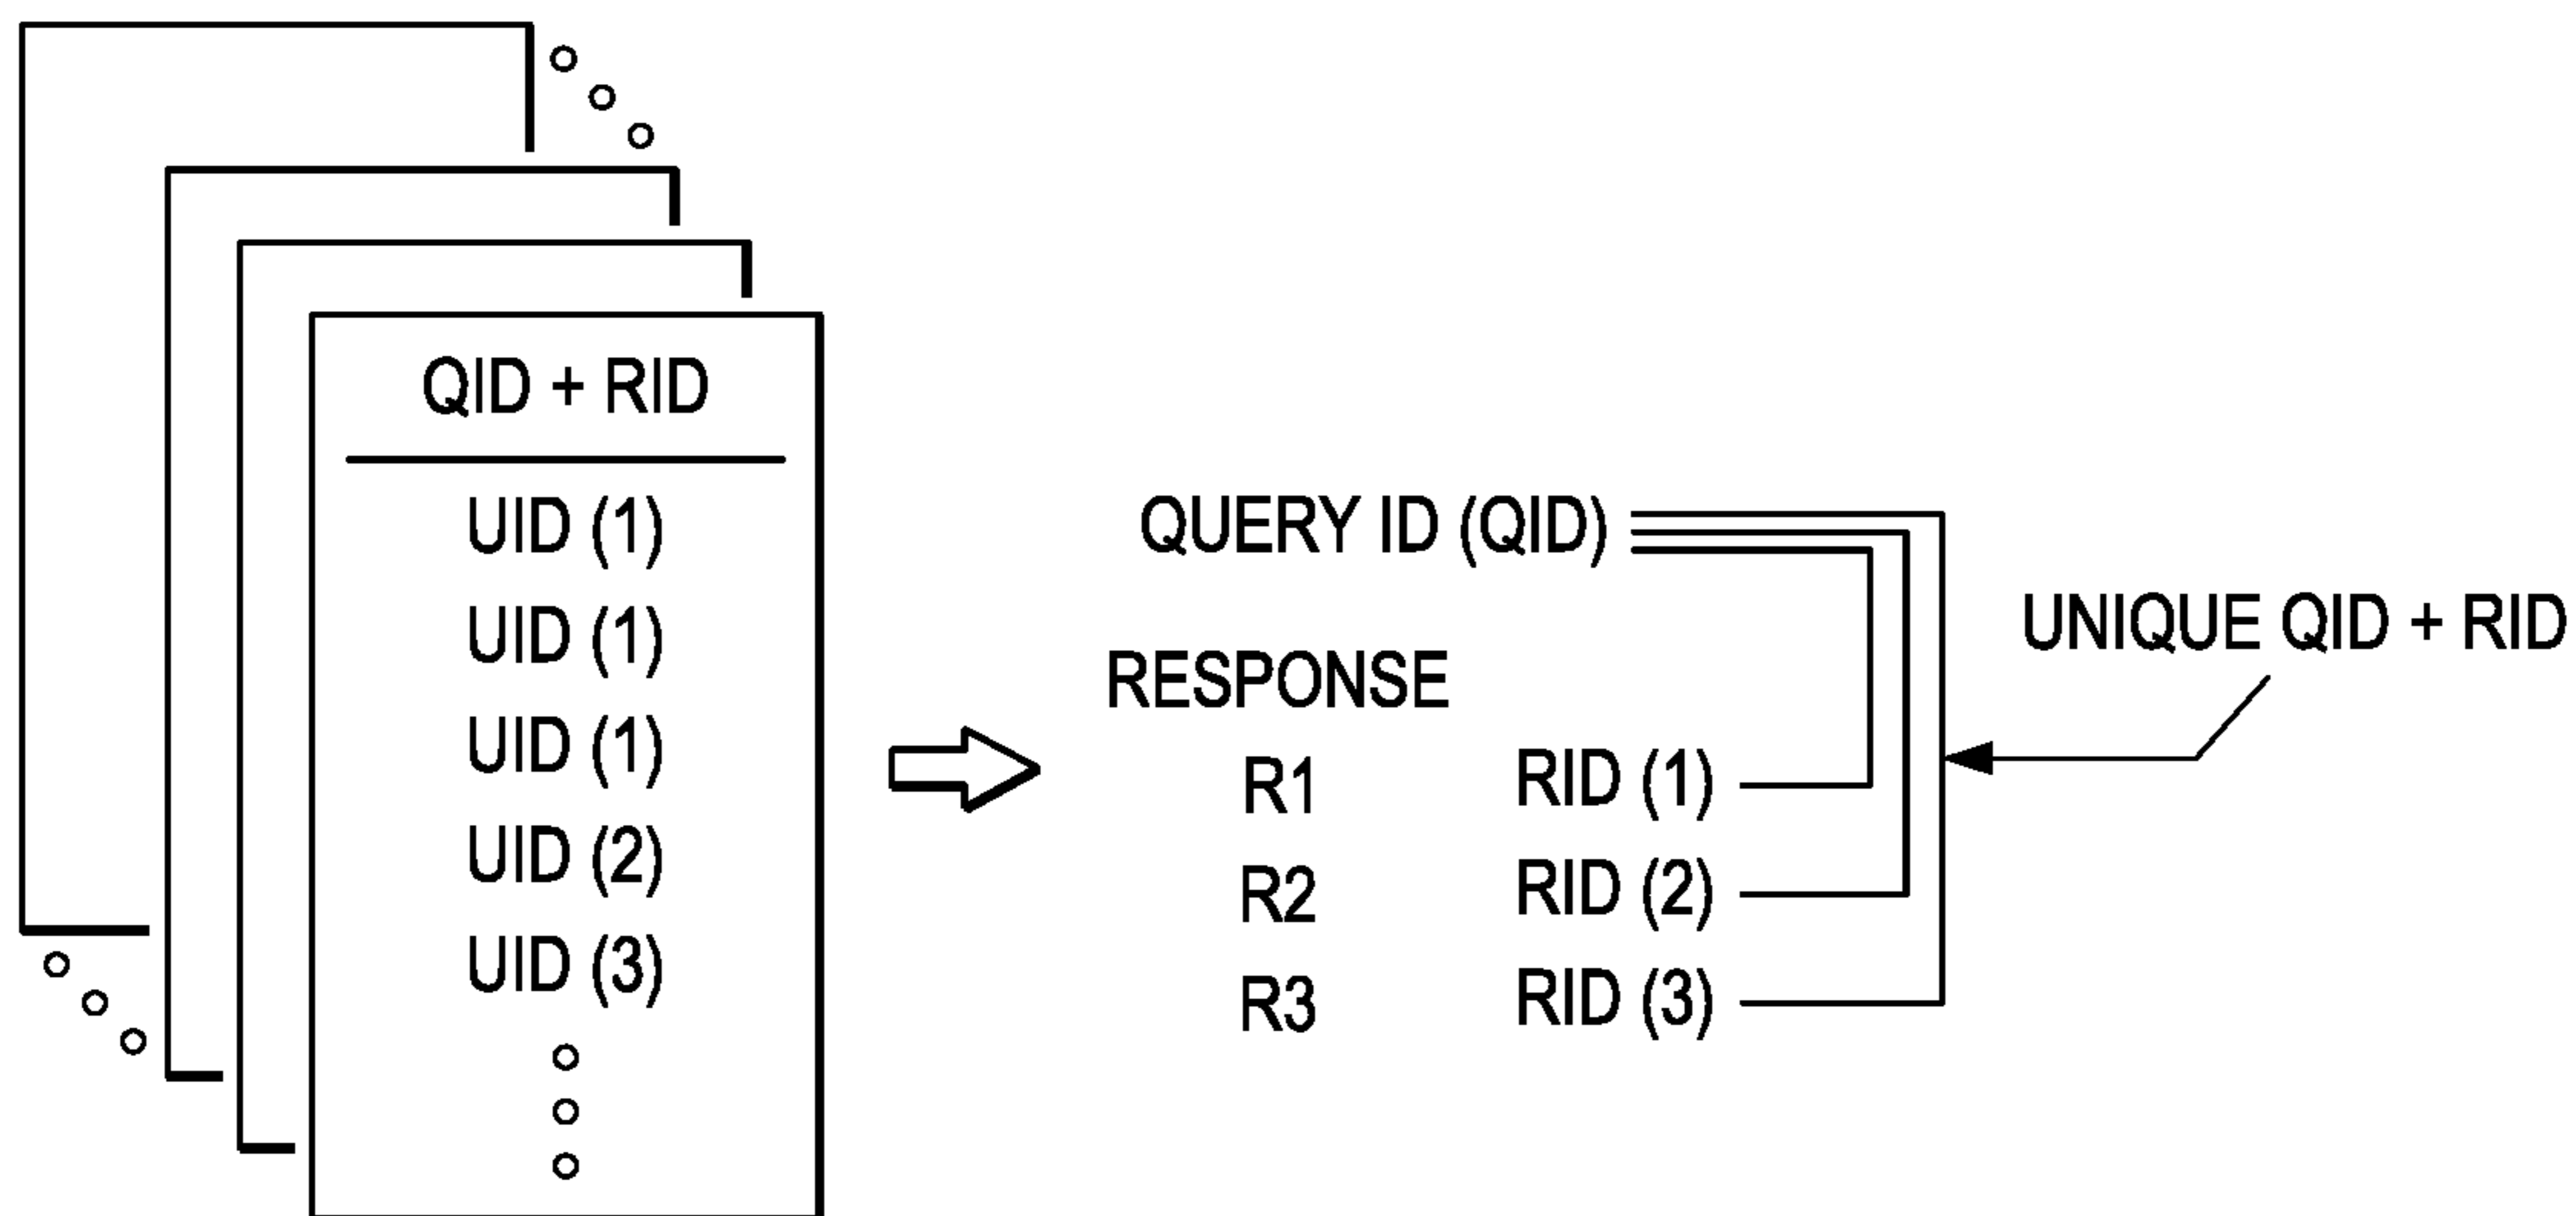 QID + RID
UID (1)
UID (1)
UID (1)
UID (2)
UID (3)
QUERY ID (QID)
RESPONSE
R1 RID (1)
R2 RID (2)
R3 RID (3)
UNIQUE QID + RID